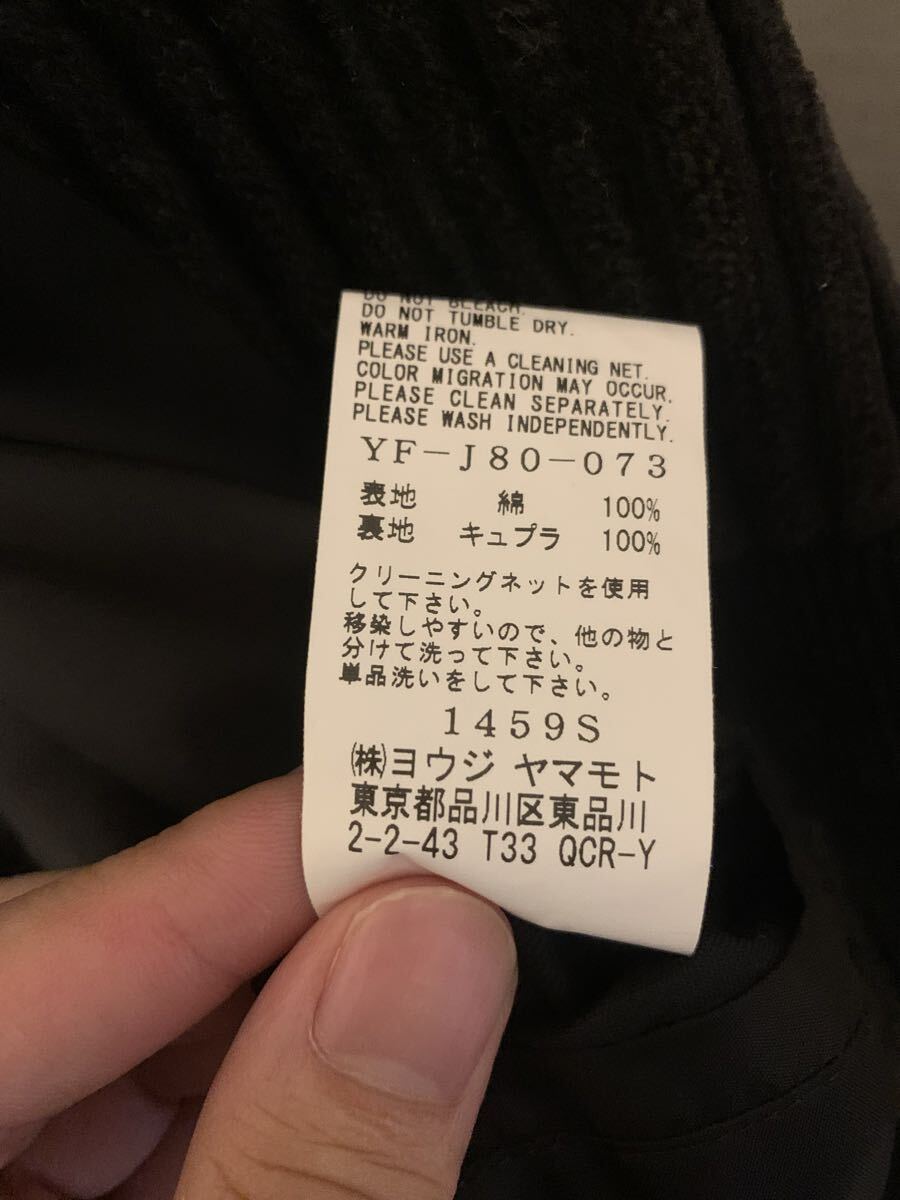 DO NOT BLEACH.
DO NOT TUMBLE DRY.
WARM IRON.
PLEASE USE A CLEANING NET.
COLOR MIGRATION MAY OCCUR.
PLEASE CLEAN SEPARATELY.
PLEASE WASH INDEPENDENTLY.
YF-J80-073
表地 綿 100%
裏地 キュプラ 100%
クリーニングネットを使用
して下さい。
移染しやすいので、他の物と
分けて洗って下さい。
単品洗いをして下さい。
1459S
㈱ヨウジ ヤマモト
東京都品川区東品川
2-2-43 T33 QCR-Y